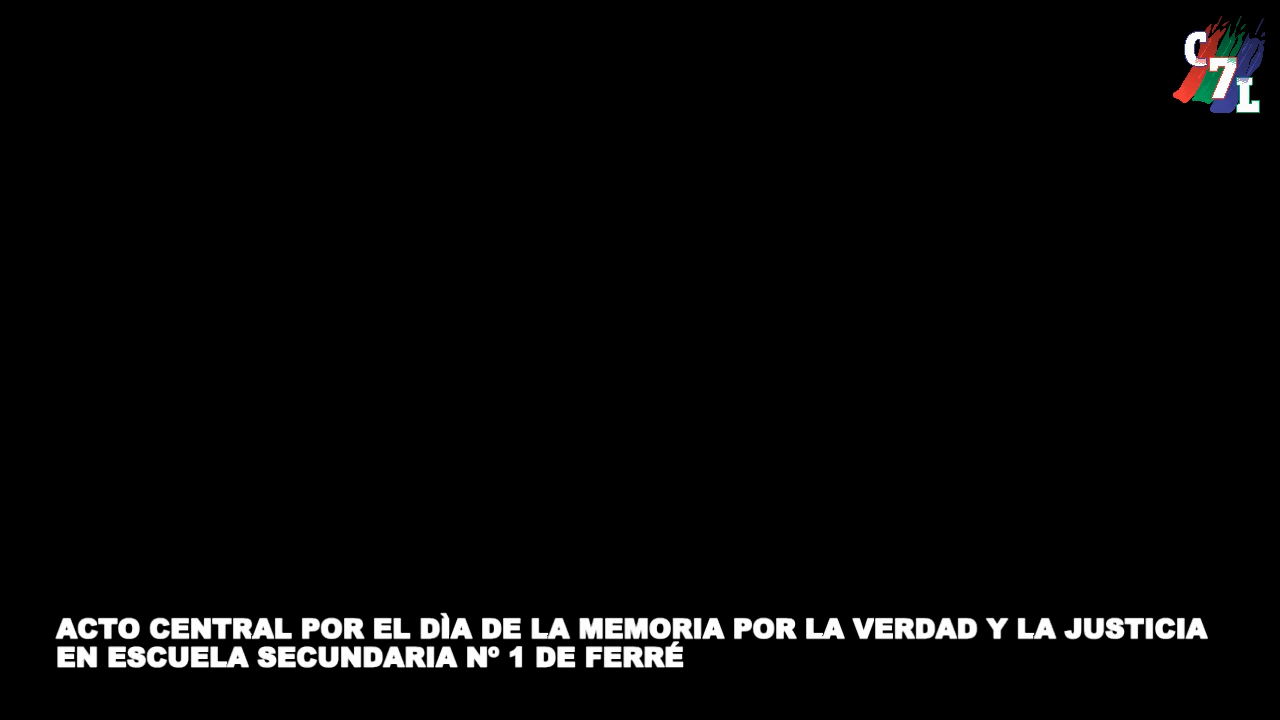 C7L
ACTO CENTRAL POR EL DÌA DE LA MEMORIA POR LA VERDAD Y LA JUSTICIA
EN ESCUELA SECUNDARIA Nº 1 DE FERRÉ